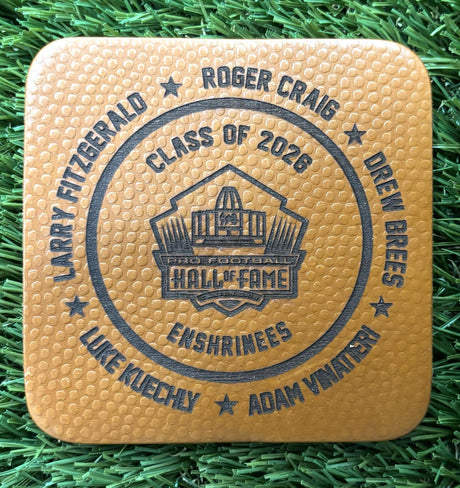 ROGER CRAIG
DREW BREES
ADAM VINATIERI
LUKE KUECHLY
LARRY FITZGERALD
CLASS OF 2026
PRO FOOTBALL
HALL OF FAME
ENSHRINEES